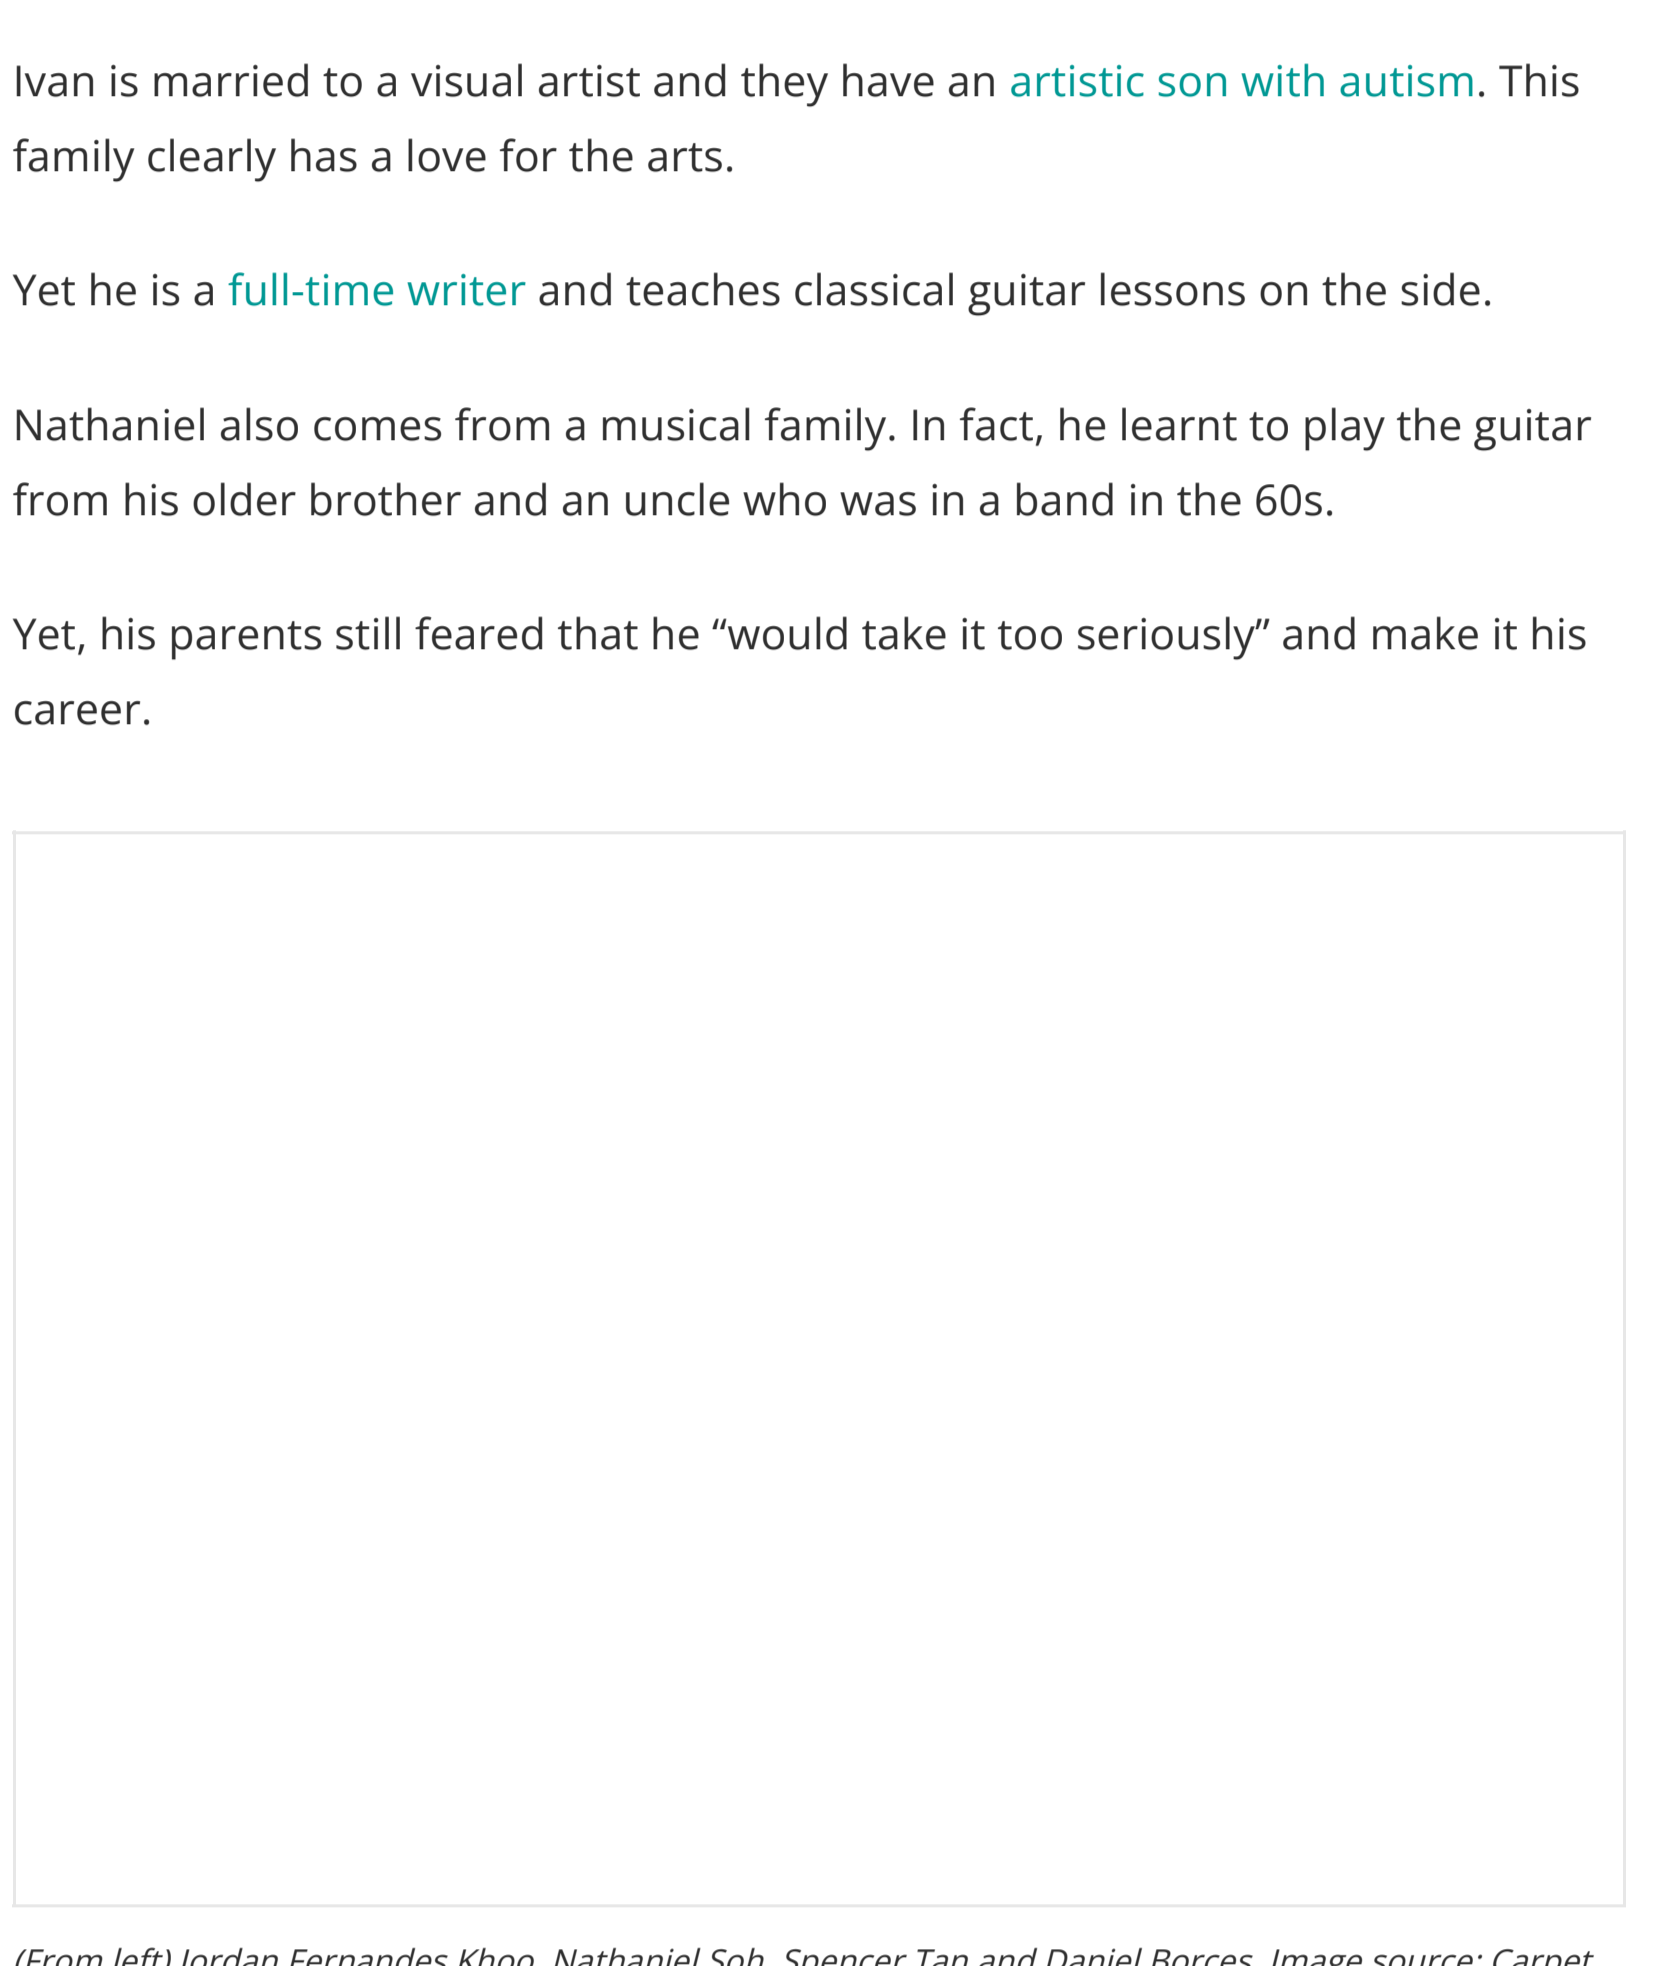 Ivan is married to a visual artist and they have an artistic son with autism. This
family clearly has a love for the arts.
Yet he is a full-time writer and teaches classical guitar lessons on the side.
Nathaniel also comes from a musical family. In fact, he learnt to play the guitar
from his older brother and an uncle who was in a band in the 60s.
Yet, his parents still feared that he “would take it too seriously” and make it his
career.
(From left) Jordan Fernandes Khoo, Nathaniel Soh, Spencer Tan and Daniel Borces. Image source: Carpet